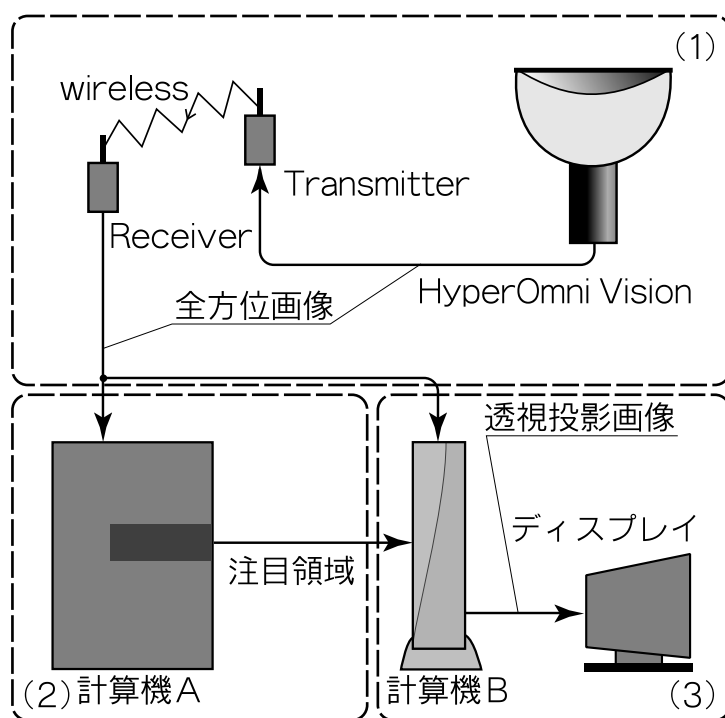 (1)
wireless
Transmitter
Receiver
HyperOmni Vision
全方位画像
透視投影画像
ディスプレイ
注目領域
(2)
計算機A
計算機B
(3)